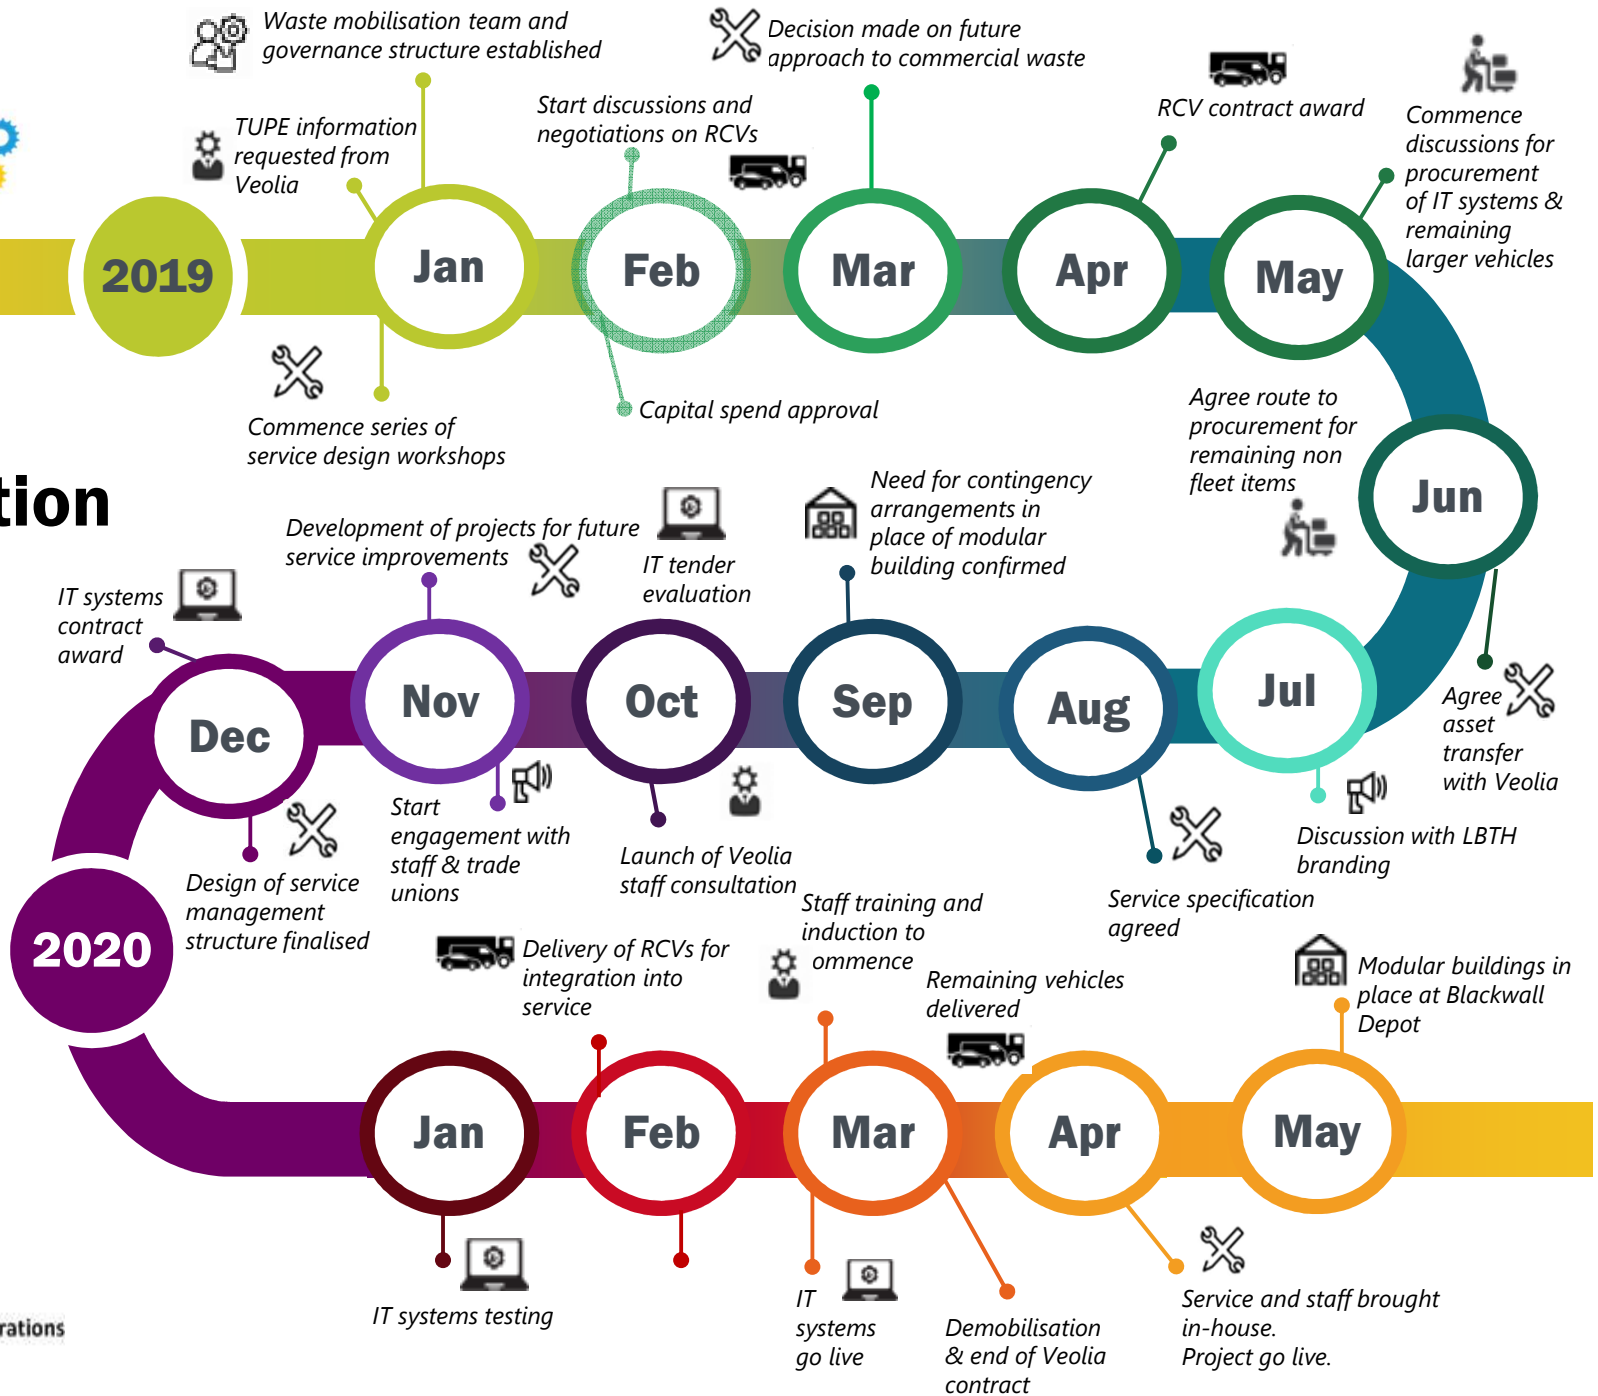 Waste mobilisation team and
governance structure established
Decision made on future
approach to commercial waste
Start discussions and
negotiations on RCVs
RCV contract award
Commence
discussions for
procurement
of IT systems &
remaining
larger vehicles
TUPE information
requested from
Veolia
2019
Jan
Feb
Mar
Apr
May
Commence series of
service design workshops
Capital spend approval
Agree route to
procurement for
remaining non
fleet items
Jun
tion
Development of projects for future
service improvements
IT tender
evaluation
Need for contingency
arrangements in
place of modular
building confirmed
IT systems
contract
award
Dec
Nov
Oct
Sep
Aug
Jul
Agree
asset
transfer
with Veolia
Start
engagement with
staff & trade
unions
Launch of Veolia
staff consultation
Discussion with LBTH
branding
Service specification
agreed
Design of service
management
structure finalised
2020
Delivery of RCVs for
integration into
service
Staff training and
induction to
ommence
Remaining vehicles
delivered
Modular buildings in
place at Blackwall
Depot
Jan
Feb
Mar
Apr
May
IT systems testing
IT
systems
go live
Demobilisation
& end of Veolia
contract
Service and staff brought
in-house.
Project go live.
rations